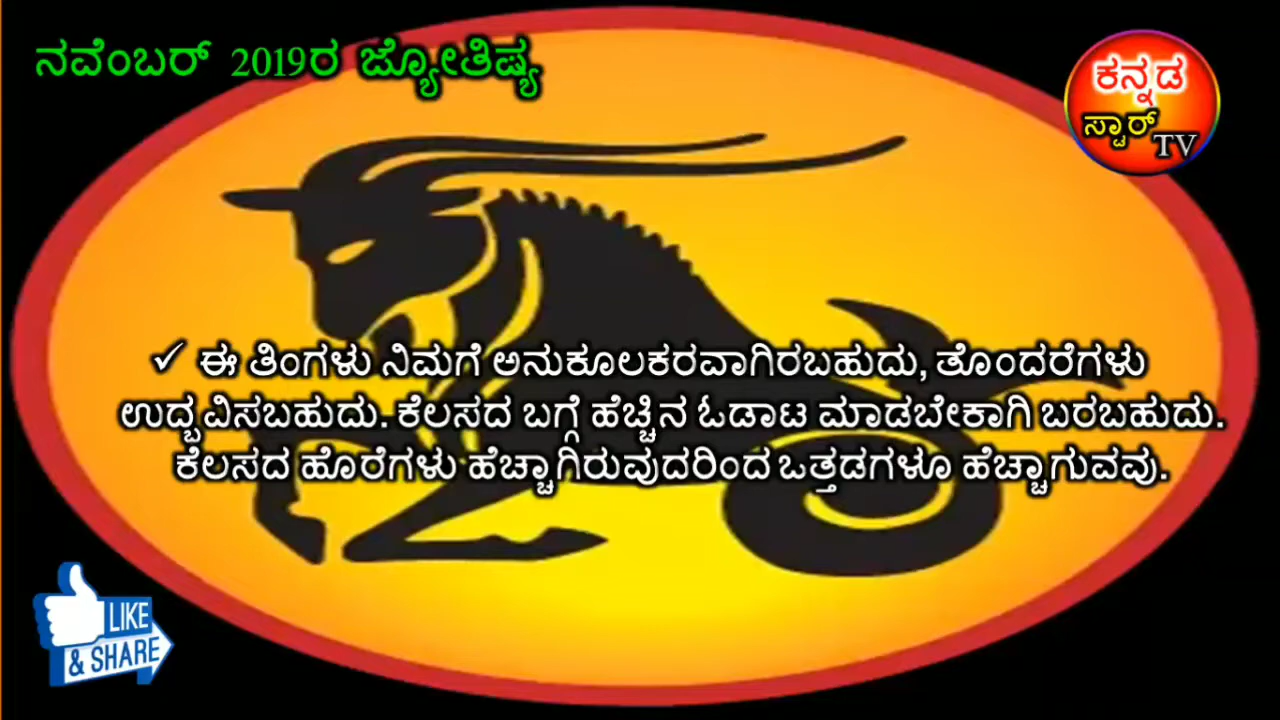 ನವೆಂಬರ್ 2019ರ ಜ್ಯೋತಿಷ್ಯ
ಕನ್ನಡ
ಸ್ಟಾರ್
TV
✓ ಈ ತಿಂಗಳು ನಿಮಗೆ ಅನುಕೂಲಕರವಾಗಿರಬಹುದು, ತೊಂದರೆಗಳು
ಉದ್ಬವಿಸಬಹುದು. ಕೆಲಸದ ಬಗ್ಗೆ ಹೆಚ್ಚಿನ ಓಡಾಟ ಮಾಡಬೇಕಾಗಿ ಬರಬಹುದು.
ಕೆಲಸದ ಹೊರೆಗಳು ಹೆಚ್ಚಾಗಿರುವುದರಿಂದ ಒತ್ತಡಗಳೂ ಹೆಚ್ಚಾಗುವವು.
LIKE
& SHARE